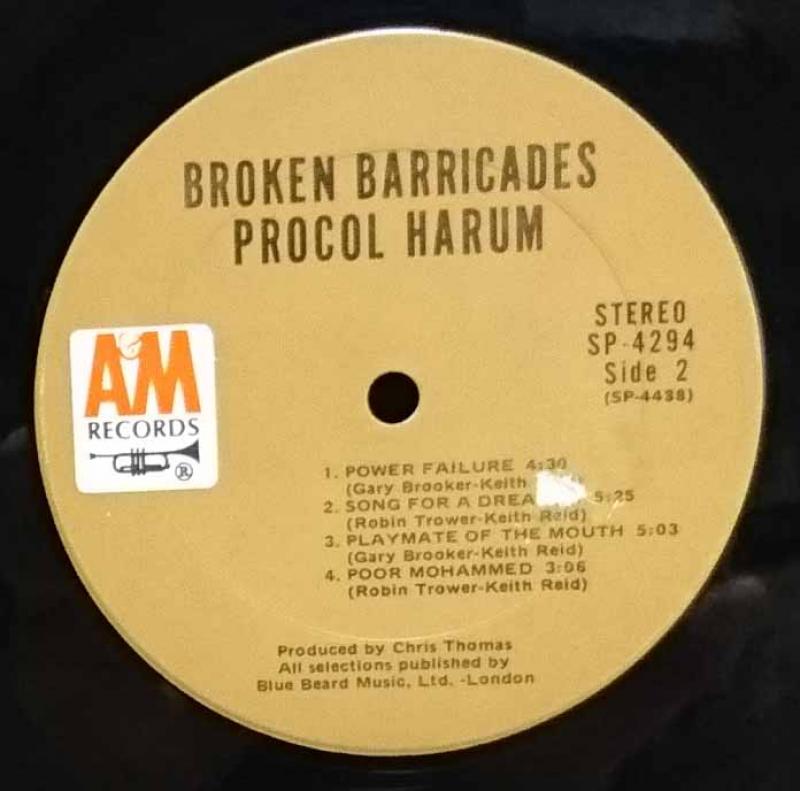 BROKEN BARRICADES
PROCOL HARUM
STEREO
SP-4294
Side 2
(SP-4438)
A&M
RECORDS
®
1. POWER FAILURE 4:30
(Gary Brooker-Keith
2. SONG FOR A DREA 5:25
(Robin Trower-Keith Reid)
3. PLAYMATE OF THE MOUTH 5:03
(Gary Brooker-Keith Reid)
4. POOR MOHAMMED 3:06
(Robin Trower-Keith Reid)
Produced by Chris Thomas
All selections published by
Blue Beard Music, Ltd. -London